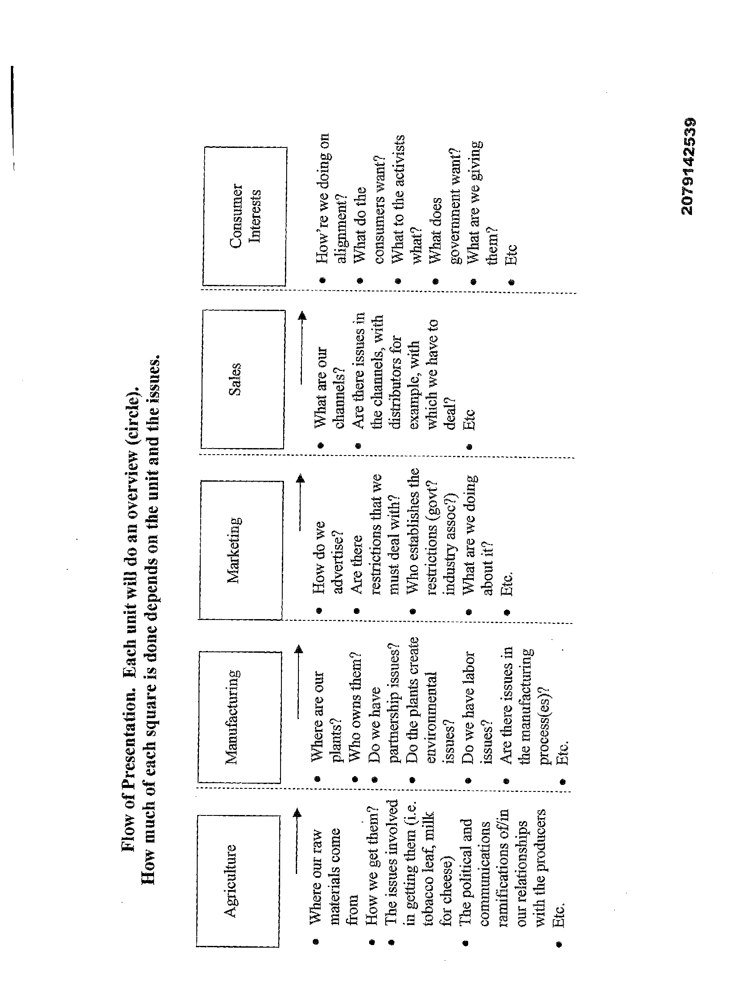 Flow of Presentation. Each unit will do an overview (circle).
How much of each square is done depends on the unit and the issues.
Agriculture
• Where our raw
materials come
from
• How we get them?
• The issues involved
in getting them (i.e.
tobacco leaf, milk
for cheese)
• The political and
communications
ramifications of/in
our relationships
with the producers
• Etc.
Manufacturing
• Where are our
plants?
• Who owns them?
• Do we have
partnership issues?
• Do the plants create
environmental
issues?
• Do we have labor
issues?
• Are there issues in
the manufacturing
process(es)?
• Etc.
Marketing
• How do we
advertise?
• Are there
restrictions that we
must deal with?
• Who establishes the
restrictions (govt?
industry assoc?)
• What are we doing
about it?
• Etc.
Sales
• What are our
channels?
• Are there issues in
the channels, with
distributors for
example, with
which we have to
deal?
• Etc
Consumer
Interests
• How're we doing on
alignment?
• What do the
consumers want?
• What to the activists
what?
• What does
government want?
• What are we giving
them?
• Etc
2079142539